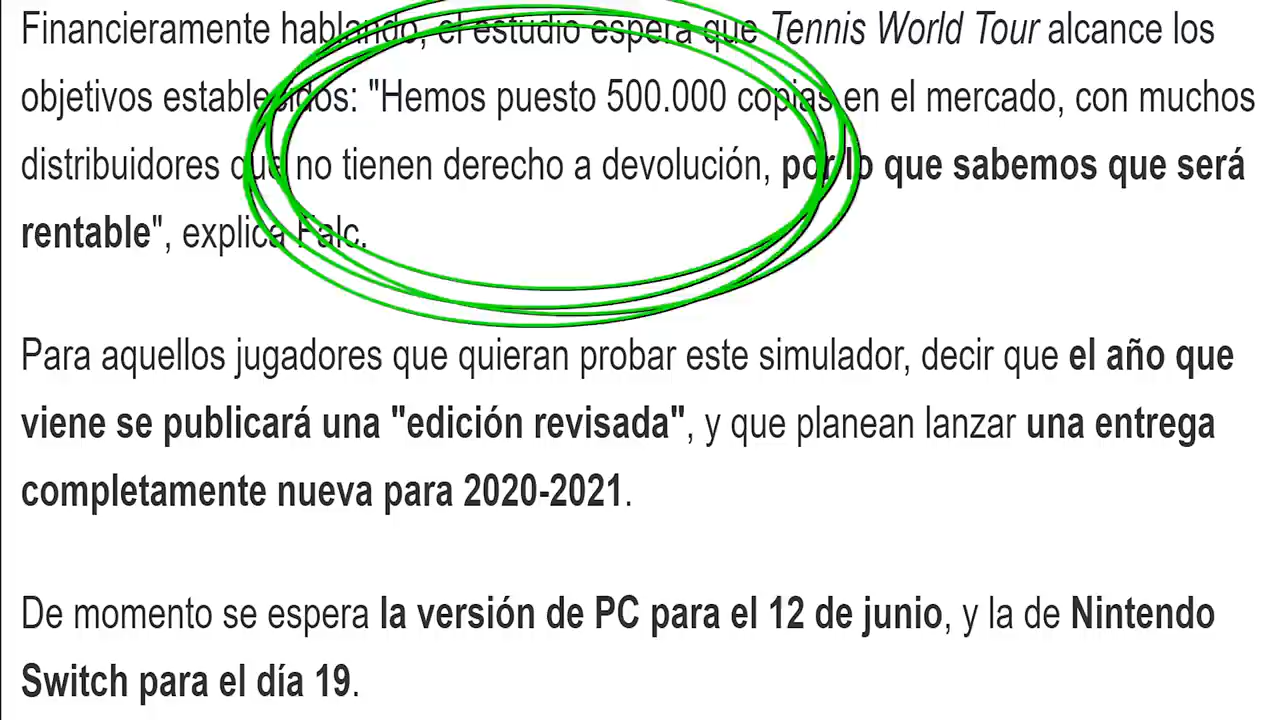 Financieramente hablando, el estudio espera que Tennis World Tour alcance los
objetivos establecidos: "Hemos puesto 500.000 copias en el mercado, con muchos
distribuidores que no tienen derecho a devolución, por lo que sabemos que será
rentable", explica Falc.
Para aquellos jugadores que quieran probar este simulador, decir que el año que
viene se publicará una "edición revisada", y que planean lanzar una entrega
completamente nueva para 2020-2021.
De momento se espera la versión de PC para el 12 de junio, y la de Nintendo
Switch para el día 19.